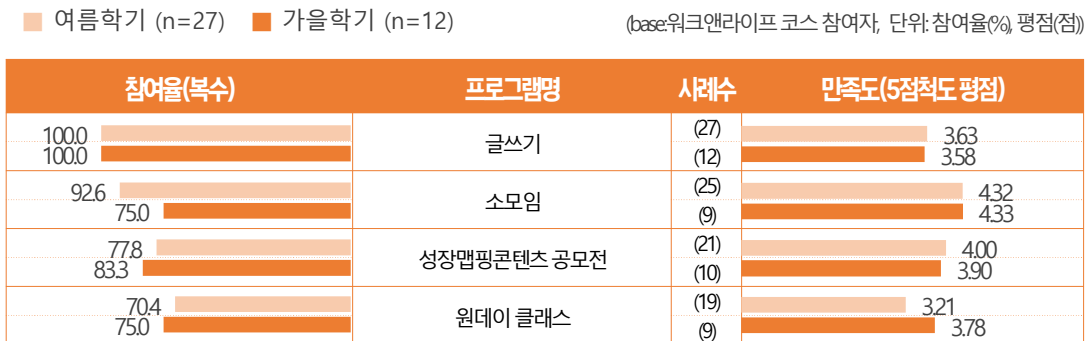 여름학기 (n=27) 가을학기 (n=12) (base:워크앤라이프 코스 참여자, 단위: 참여율(%), 평점(점))
참여율(복수) 프로그램명 사례수 만족도(5점척도 평점)
100.0 글쓰기 (27) 3.63
100.0 (12) 3.58
92.6 소모임 (25) 4.32
75.0 (9) 4.33
77.8 성장맵핑콘텐츠 공모전 (21) 4.00
83.3 (10) 3.90
70.4 원데이 클래스 (19) 3.21
75.0 (9) 3.78